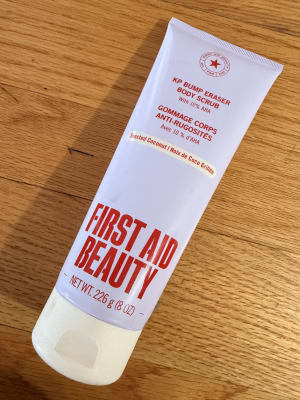 KP BUMP ERASER
BODY SCRUB
With 10% AHA
GOMMAGE CORPS
ANTI-RUGOSITÉS
Avec 10 % d'AHA
Toasted Coconut / Noix de Coco Grillée
FIRST AID
BEAUTY
NET WT. 226 g (8 OZ)